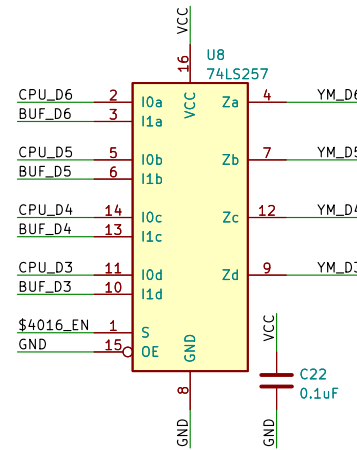 VCC
U8
74LS257
16
VCC
CPU_D6 2 I0a Za 4 YM_D6
BUF_D6 3 I1a
CPU_D5 5 I0b Zb 7 YM_D5
BUF_D5 6 I1b
CPU_D4 14 I0c Zc 12 YM_D4
BUF_D4 13 I1c
CPU_D3 11 I0d Zd 9 YM_D3
BUF_D3 10 I1d
$4016_EN 1 S
GND 15 OE
GND
VCC
8
C22
0.1uF
GND
GND